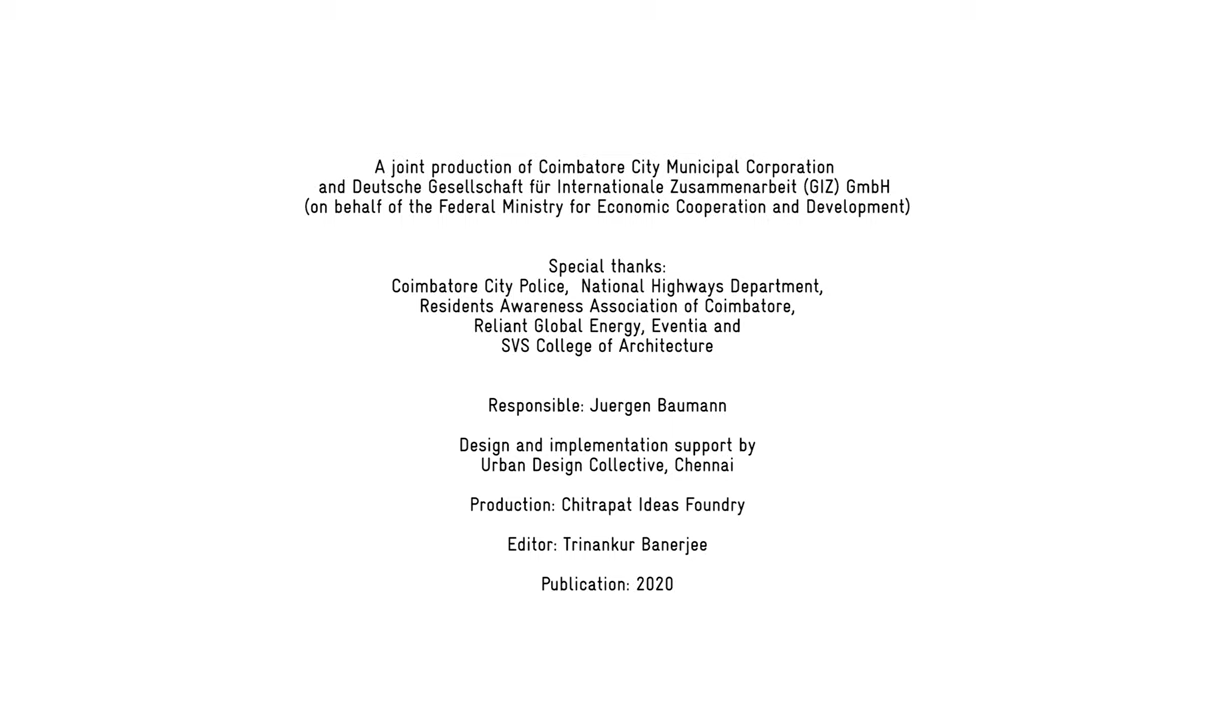 A joint production of Coimbatore City Municipal Corporation
and Deutsche Gesellschaft für Internationale Zusammenarbeit (GIZ) GmbH
(on behalf of the Federal Ministry for Economic Cooperation and Development)
Special thanks:
Coimbatore City Police, National Highways Department,
Residents Awareness Association of Coimbatore,
Reliant Global Energy, Eventia and
SVS College of Architecture
Responsible: Juergen Baumann
Design and implementation support by
Urban Design Collective, Chennai
Production: Chitrapat Ideas Foundry
Editor: Trinankur Banerjee
Publication: 2020